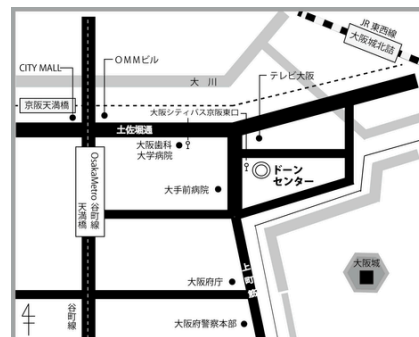 JR 東西線
大阪城北詰
OMMビル
CITY MALL
大川
テレビ大阪
京阪天満橋
大阪シティバス京阪東口
土佐堀通
大阪歯科
大学病院
ドーン
センター
OsakaMetro 谷町線
天満橋
大手前病院
上町筋
大阪城
大阪府庁
谷町線
大阪府警察本部